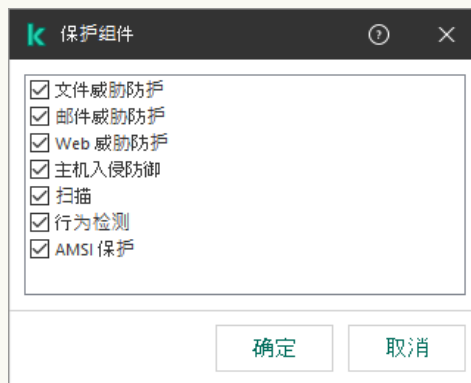 保护组件
文件威胁防护
邮件威胁防护
Web 威胁防护
主机入侵防御
扫描
行为检测
AMSI 保护
确定
取消